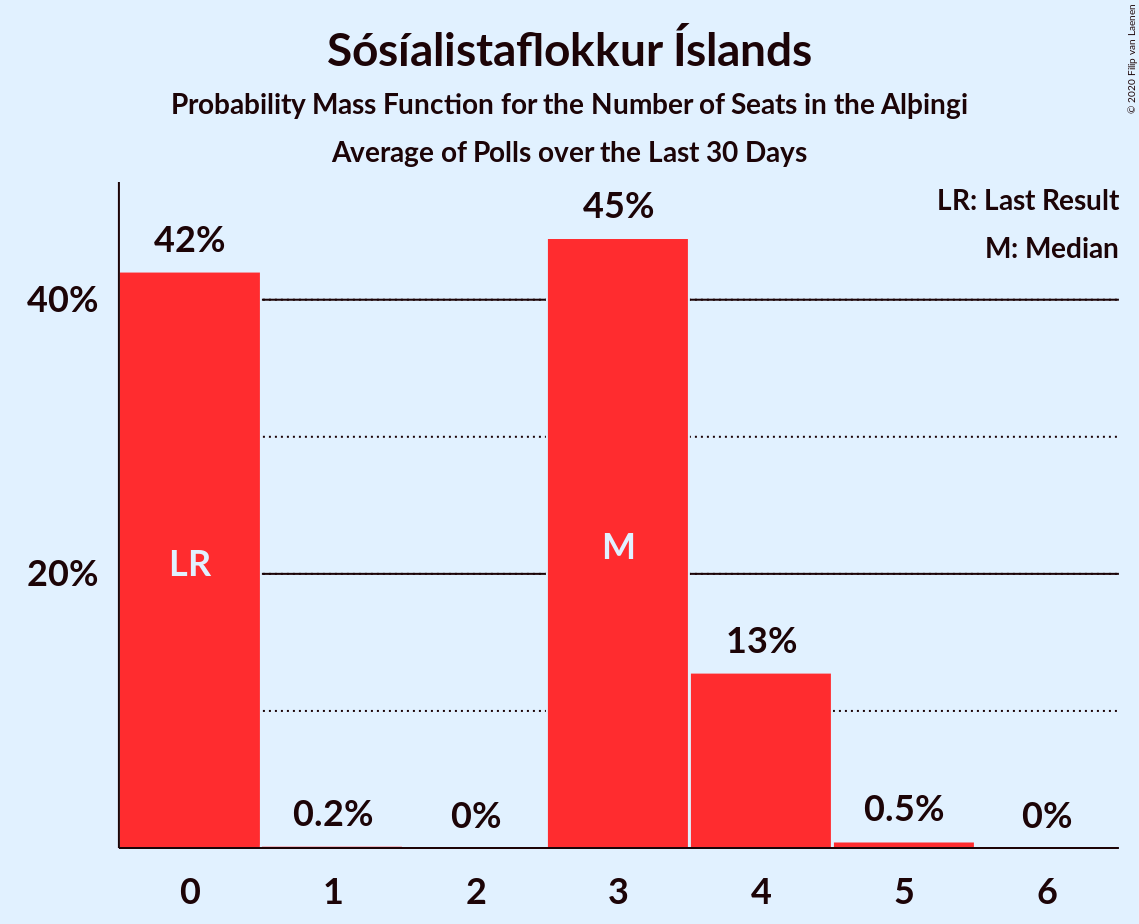 Sósíalistaflokkur Íslands
Probability Mass Function for the Number of Seats in the Alþingi
Average of Polls over the Last 30 Days
© 2020 Filip van Laenen
LR: Last Result
M: Median
42%
45%
40%
LR
M
20%
13%
0.2%
0%
0.5%
0%
0 1 2 3 4 5 6